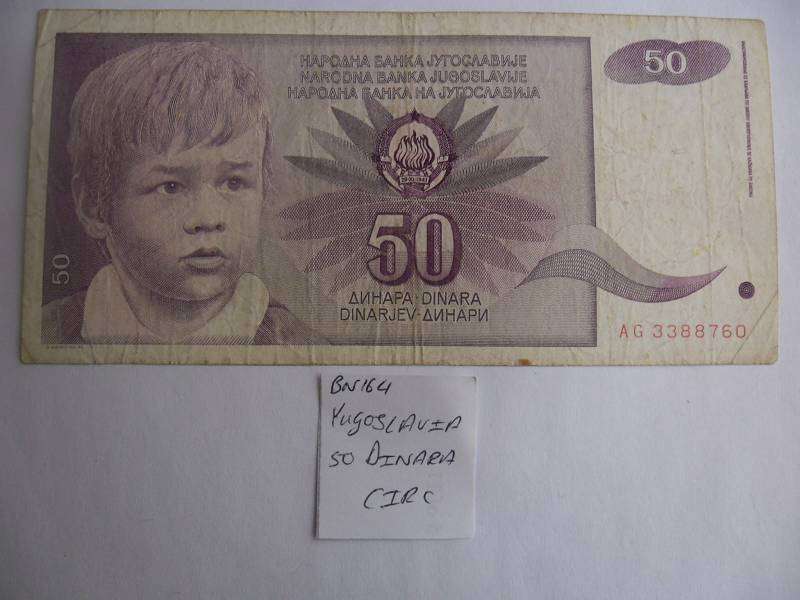 НАРОДНА БАНКА ЈУГОСЛАВИЈЕ
NARODNA BANKA JUGOSLAVIJE
НАРОДНА БАНКА НА ЈУГОСЛАВИЈА
50
50
50
ДИНАРА · DINARA
DINARJEV · ДИНАРИ
AG 3388760
BN164
YUGOSLAVIA
50 DINARA
CIRC